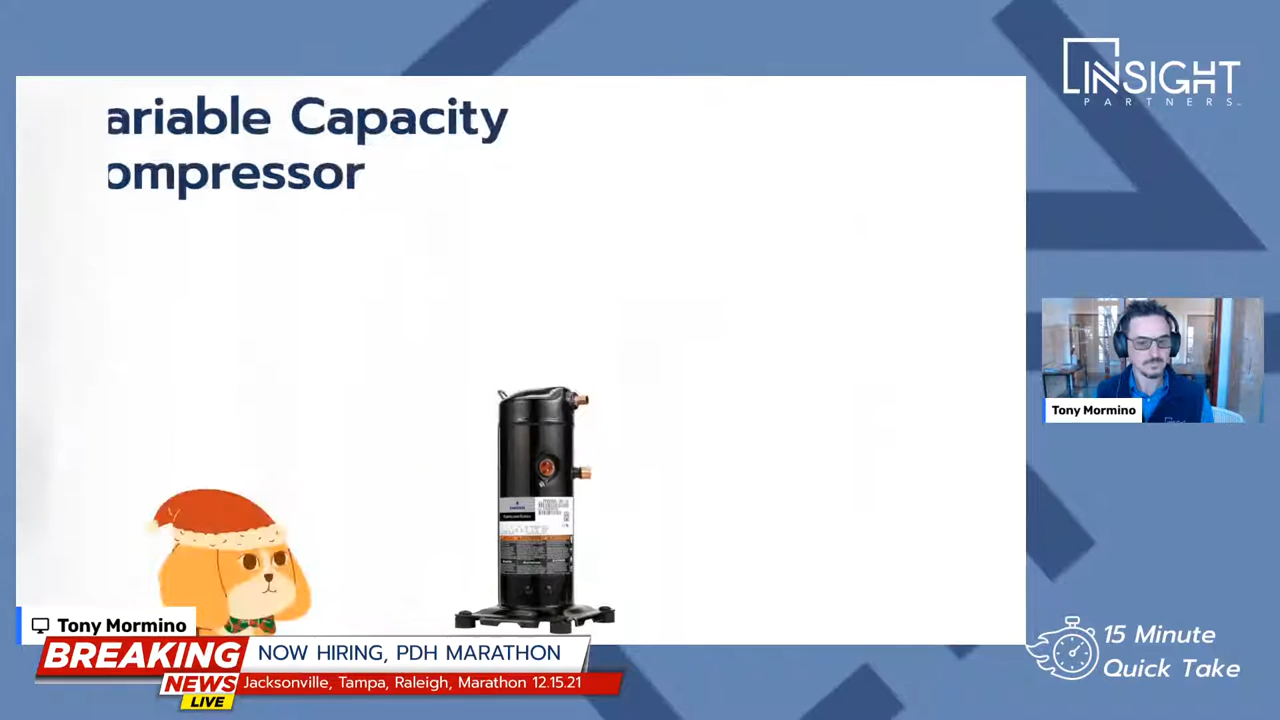 ariable Capacity
ompressor
INSIGHT
PARTNERS
Tony Mormino
Tony Mormino
BREAKING
NEWS
LIVE
NOW HIRING, PDH MARATHON
Jacksonville, Tampa, Raleigh, Marathon 12.15.21
15 Minute
Quick Take